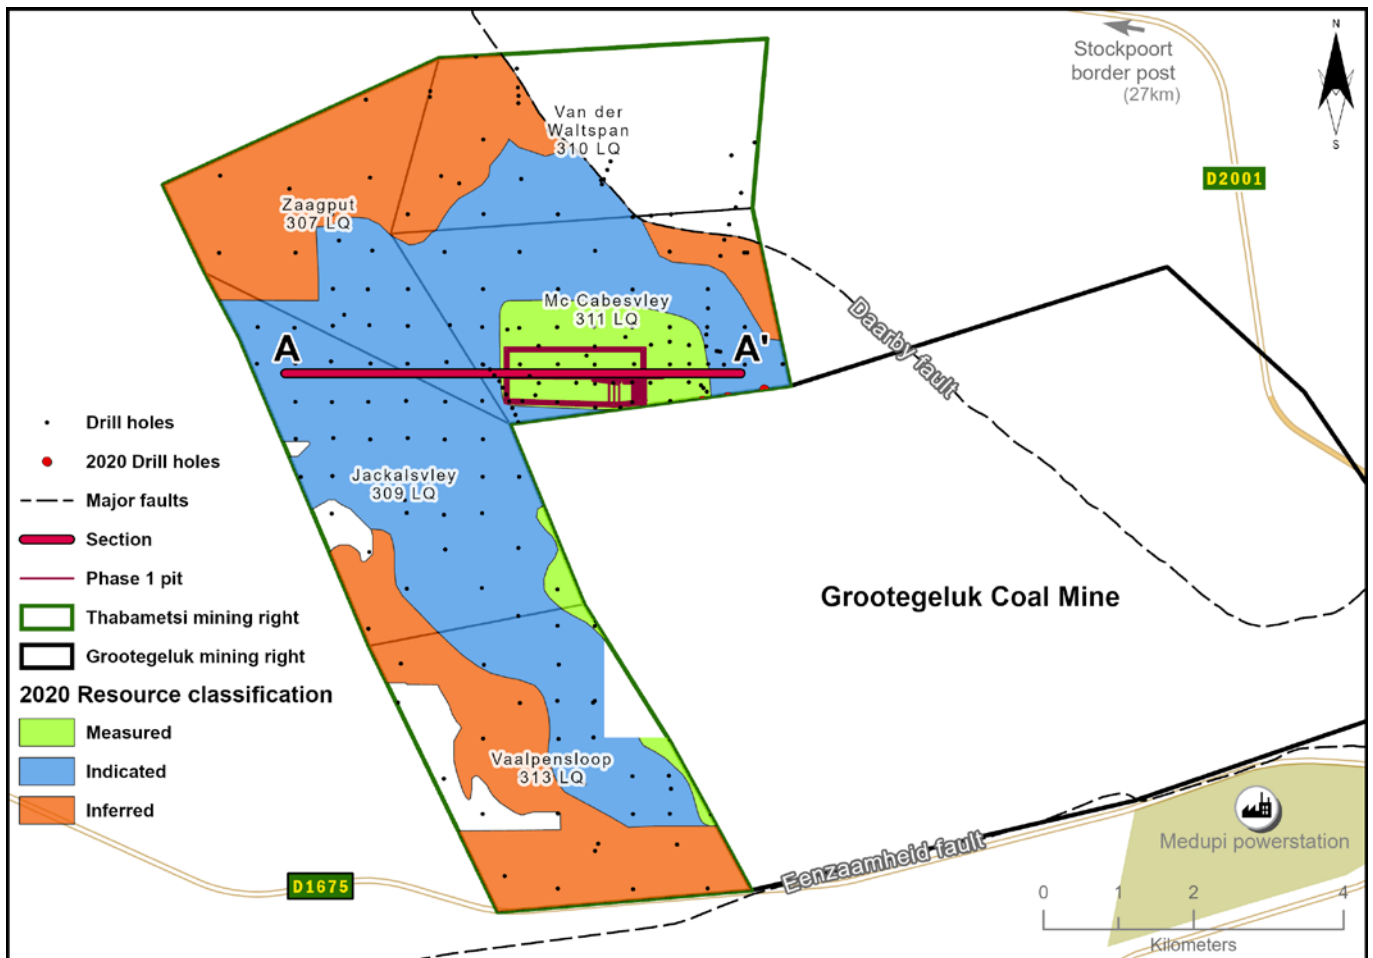 N
S
Stockpoort
border post
(27km)
D2001
Van der
Waltspan
310 LQ
Zaagput
307 LQ
Mc Cabesvley
311 LQ
A
A'
Daarby fault
Jackalsvley
309 LQ
Grootegeluk Coal Mine
Vaalpensloop
313 LQ
Eenzaamheid fault
Medupi powerstation
D1675
Drill holes
2020 Drill holes
Major faults
Section
Phase 1 pit
Thabametsi mining right
Grootegeluk mining right
2020 Resource classification
Measured
Indicated
Inferred
0 1 2 4
Kilometers